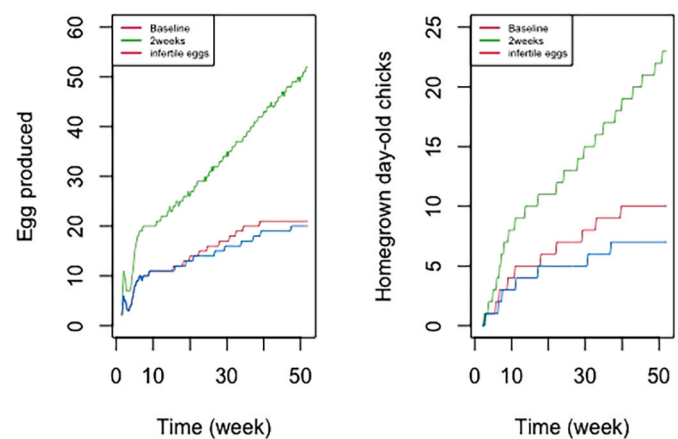 Baseline
2weeks
infertile eggs
Egg produced
0 10 20 30 40 50 60
0 10 30 50
Time (week)
Baseline
2weeks
infertile eggs
Homegrown day-old chicks
0 5 10 15 20 25
0 10 30 50
Time (week)